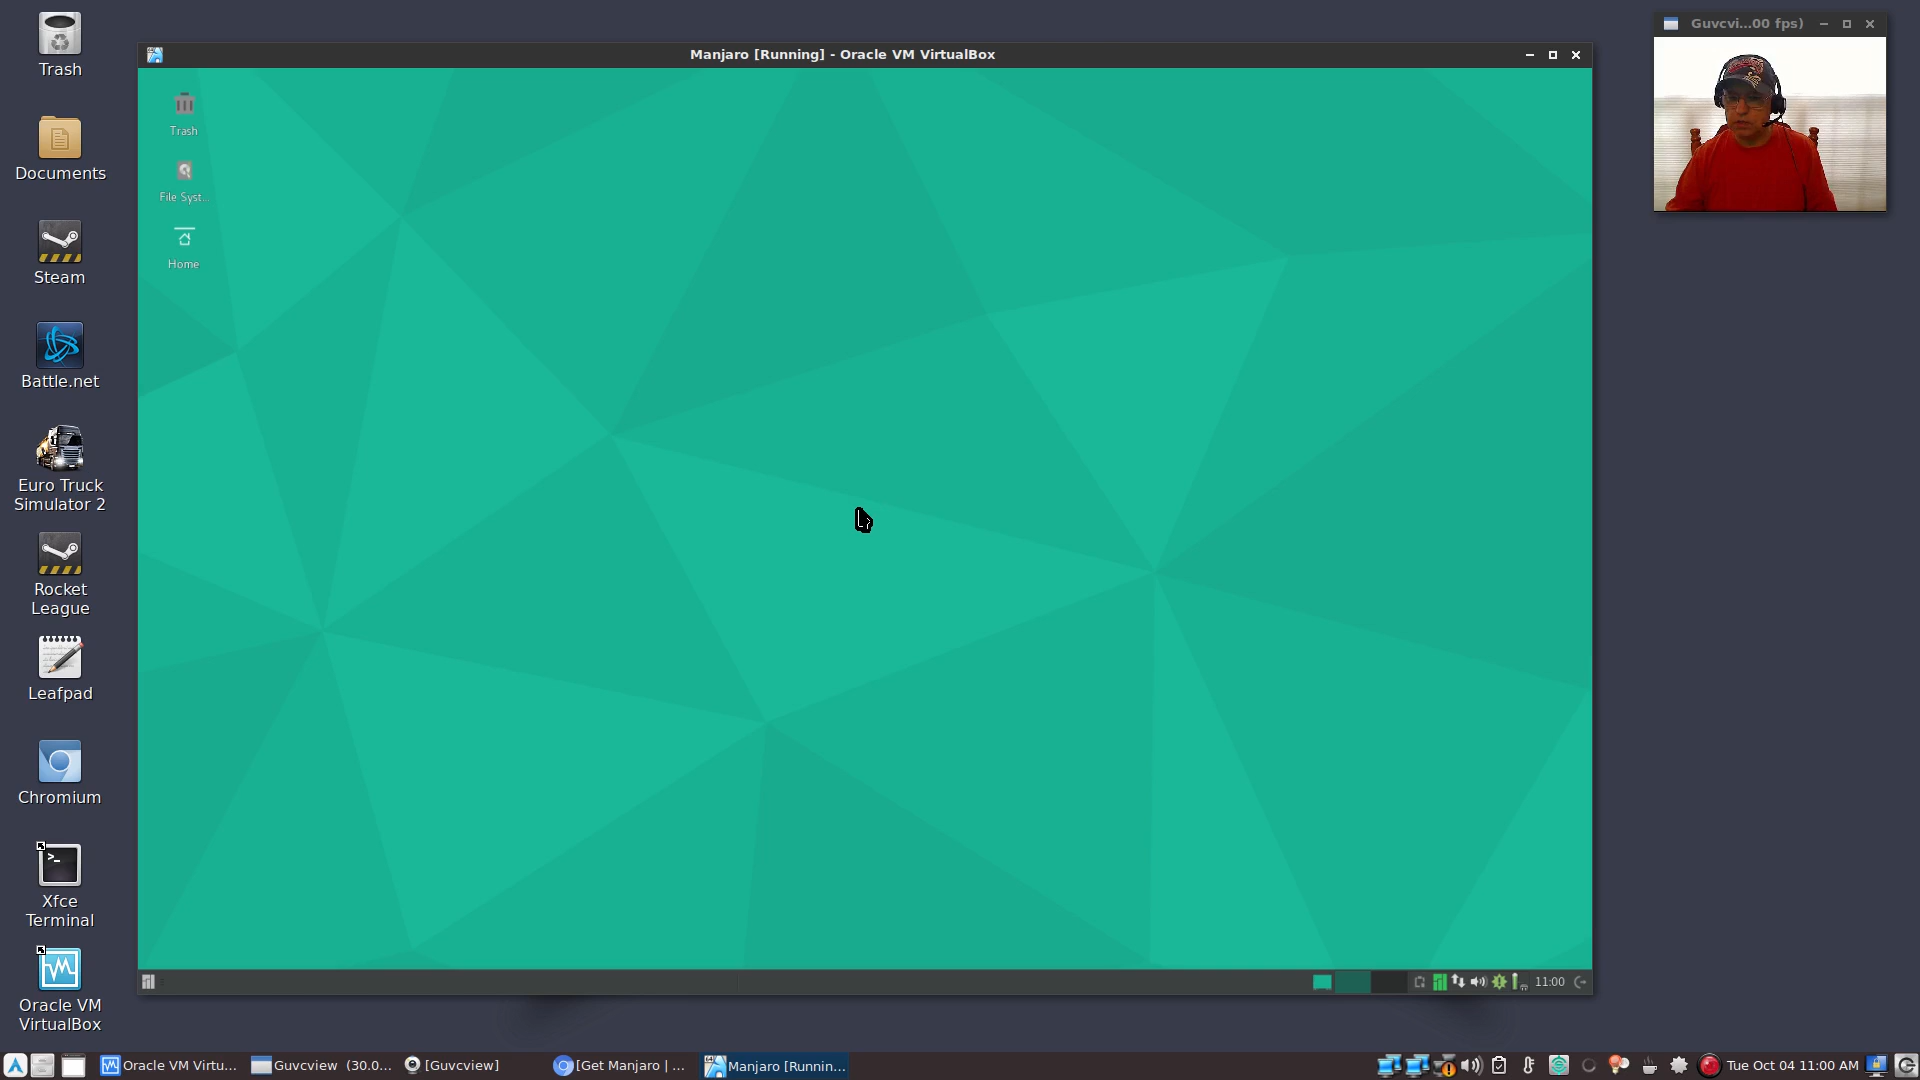 Trash
Documents
Steam
Battle.net
Euro Truck
Simulator 2
Rocket
League
Leafpad
Chromium
Xfce
Terminal
Oracle VM
VirtualBox
Manjaro [Running] - Oracle VM VirtualBox
Trash
File Syst...
Home
11:00
Guvcvi...00 fps)
Oracle VM Virtu...
Guvcview (30.0...
[Guvcview]
[Get Manjaro | ...
Manjaro [Runnin...
Tue Oct 04 11:00 AM